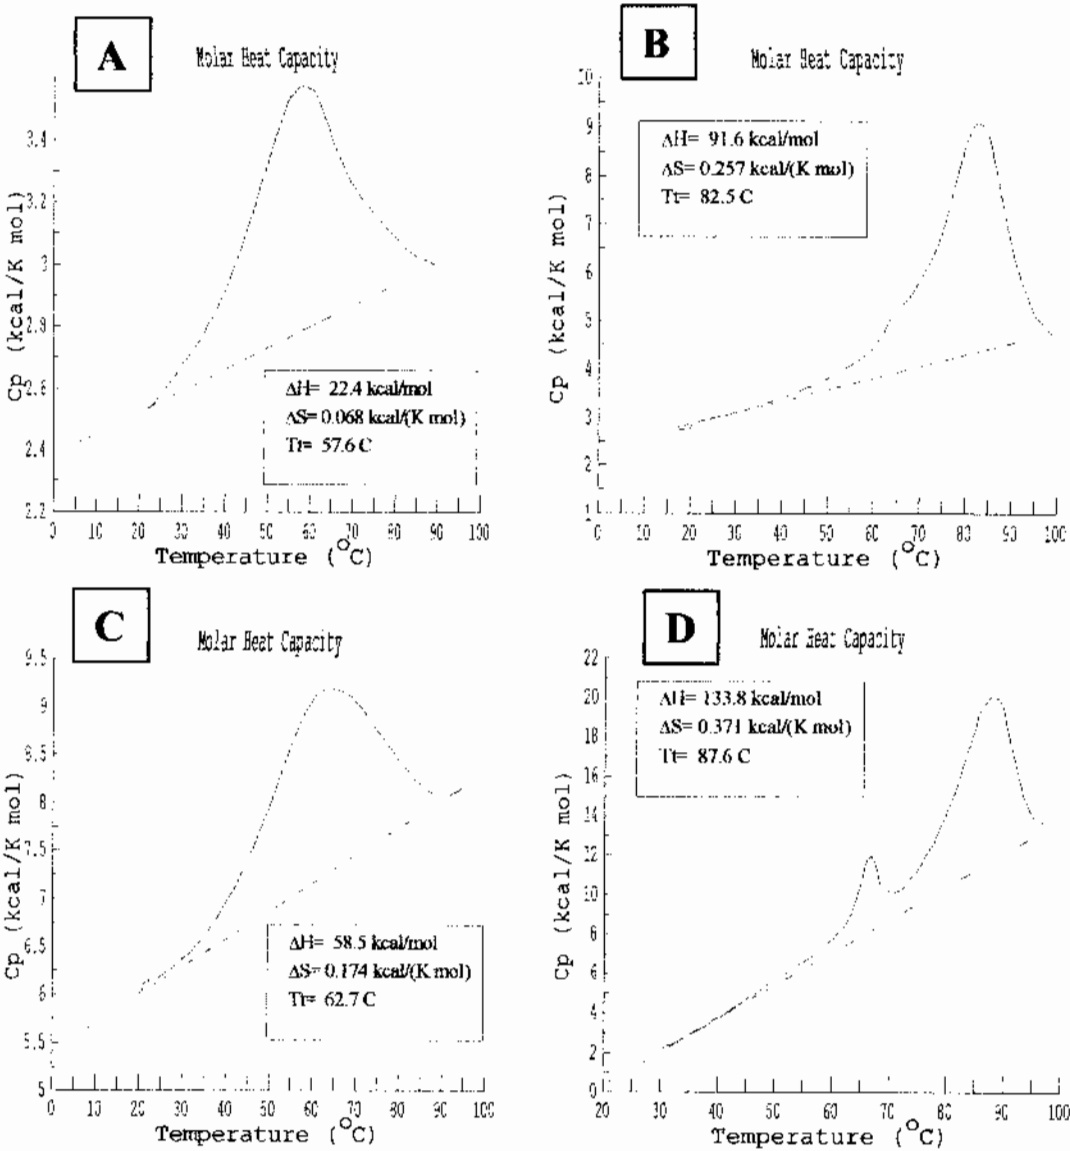 A
Molar Heat Capacity
3.4
3.2
3
2.8
2.6
2.4
2.2
Cp (kcal/K mol)
ΔH= 22.4 kcal/mol
ΔS=0.068 kcal/(K mol)
Tt= 57.6 C
0 10 20 30 40 50 60 70 80 90 100
Temperature (°C)
B
Molar Heat Capacity
10
9
8
7
6
5
4
3
2
1
Cp (kcal/K mol)
ΔH= 91.6 kcal/mol
ΔS= 0.257 kcal/(K mol)
Tt= 82.5 C
0 10 20 30 40 50 60 70 80 90 100
Temperature (°C)
C
Molar Heat Capacity
9.5
9
8.5
8
7.5
7
6.5
6
5.5
5
Cp (kcal/K mol)
ΔH= 58.5 kcal/mol
ΔS= 0.174 kcal/(K mol)
Tt= 62.7 C
0 10 20 30 40 50 60 70 80 90 100
Temperature (°C)
D
Molar Heat Capacity
22
20
18
16
14
12
10
8
6
4
2
0
Cp (kcal/K mol)
ΔH= 133.8 kcal/mol
ΔS= 0.371 kcal/(K mol)
Tt= 87.6 C
20 30 40 50 60 70 80 90 100
Temperature (°C)